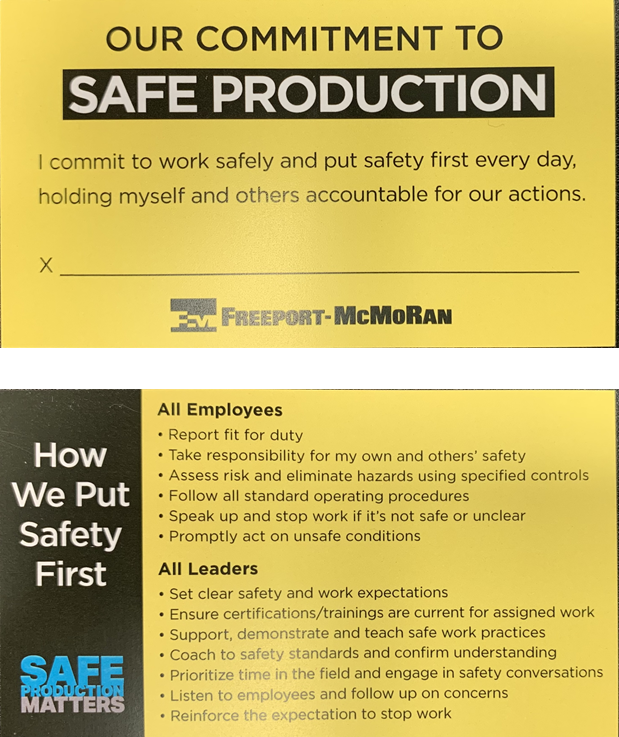 OUR COMMITMENT TO
SAFE PRODUCTION
I commit to work safely and put safety first every day,
holding myself and others accountable for our actions.
X
FREEPORT-McMoRAN
How
We Put
Safety
First
SAFE
PRODUCTION
MATTERS
All Employees
• Report fit for duty
• Take responsibility for my own and others' safety
• Assess risk and eliminate hazards using specified controls
• Follow all standard operating procedures
• Speak up and stop work if it's not safe or unclear
• Promptly act on unsafe conditions
All Leaders
• Set clear safety and work expectations
• Ensure certifications/trainings are current for assigned work
• Support, demonstrate and teach safe work practices
• Coach to safety standards and confirm understanding
• Prioritize time in the field and engage in safety conversations
• Listen to employees and follow up on concerns
• Reinforce the expectation to stop work